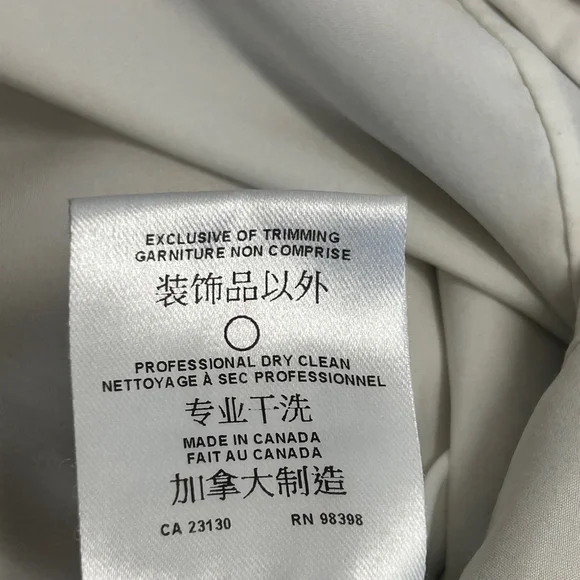 EXCLUSIVE OF TRIMMING
GARNITURE NON COMPRISE
装饰品以外
PROFESSIONAL DRY CLEAN
NETTOYAGE À SEC PROFESSIONNEL
专业干洗
MADE IN CANADA
FAIT AU CANADA
加拿大制造
CA 23130 RN 98398